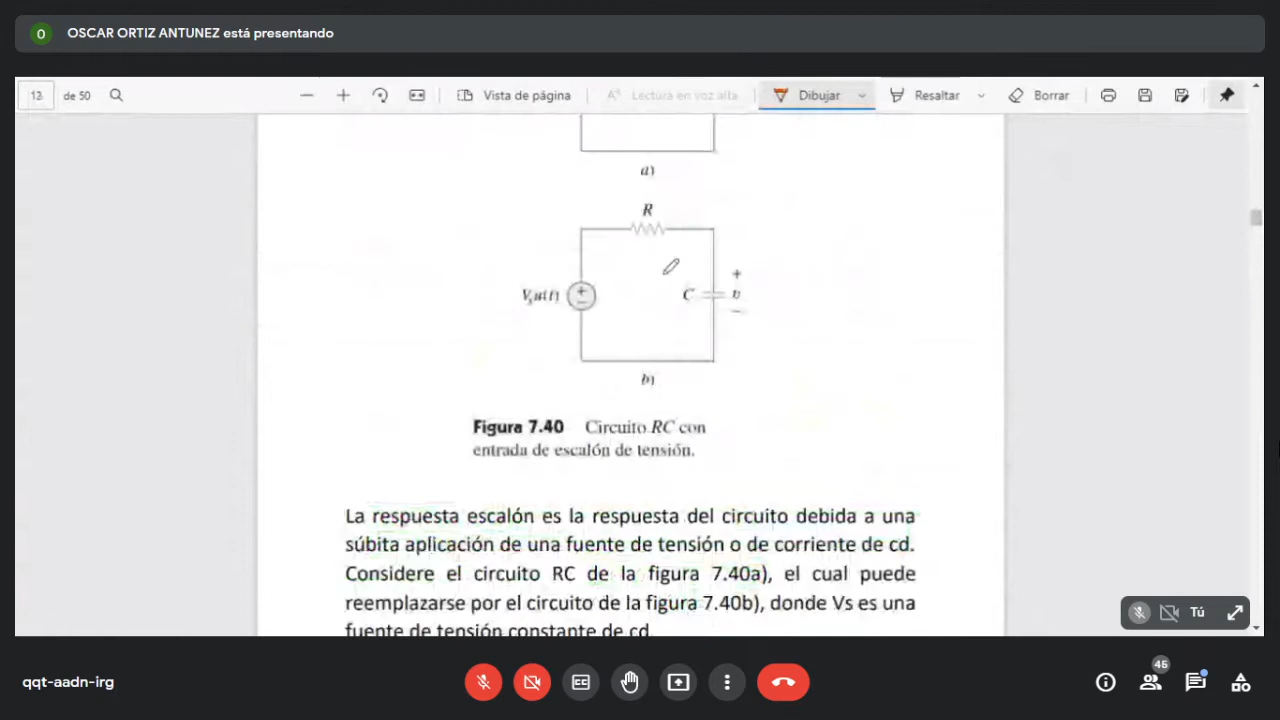 O OSCAR ORTIZ ANTUNEZ está presentando
12 de 50 Vista de página Lectura en voz alta Dibujar Resaltar Borrar
a)
R
Vsu(t) + − C + v −
b)
Figura 7.40 Circuito RC con
entrada de escalón de tensión.
La respuesta escalón es la respuesta del circuito debida a una
súbita aplicación de una fuente de tensión o de corriente de cd.
Considere el circuito RC de la figura 7.40a), el cual puede
reemplazarse por el circuito de la figura 7.40b), donde Vs es una
fuente de tensión constante de cd.
Tú
qqt-aadn-irg
CC
45